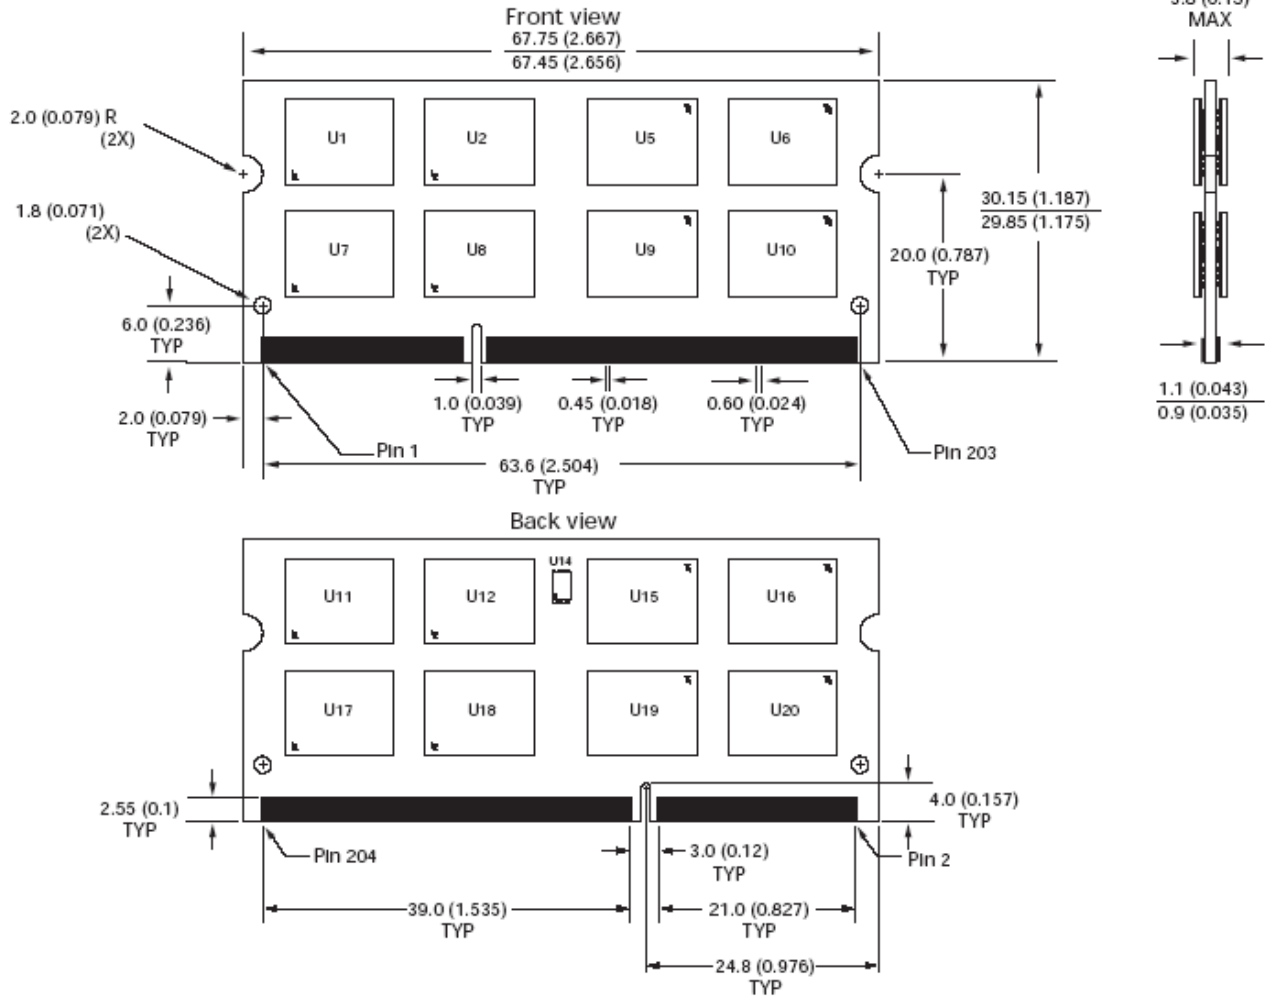 Front view
67.75 (2.667)
67.45 (2.656)
3.8 (0.15)
MAX
2.0 (0.079) R
(2X)
U1
U2
U5
U6
1.8 (0.071)
(2X)
U7
U8
U9
U10
30.15 (1.187)
29.85 (1.175)
20.0 (0.787)
TYP
6.0 (0.236)
TYP
2.0 (0.079)
TYP
1.0 (0.039)
TYP
0.45 (0.018)
TYP
0.60 (0.024)
TYP
1.1 (0.043)
0.9 (0.035)
Pin 1
Pin 203
63.6 (2.504)
TYP
Back view
U14
U11
U12
U15
U16
U17
U18
U19
U20
2.55 (0.1)
TYP
4.0 (0.157)
TYP
Pin 204
3.0 (0.12)
TYP
Pin 2
39.0 (1.535)
TYP
21.0 (0.827)
TYP
24.8 (0.976)
TYP